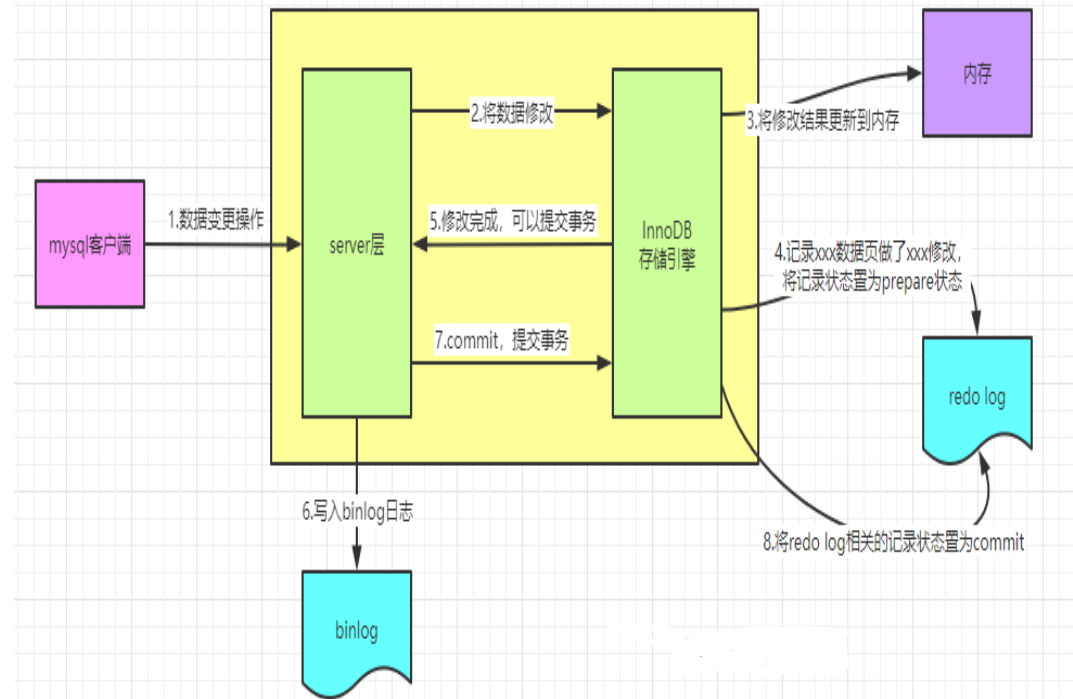 mysql客户端
1.数据变更操作
server层
2.将数据修改
InnoDB
存储引擎
3.将修改结果更新到内存
内存
4.记录xxx数据页做了xxx修改，
将记录状态置为prepare状态
redo log
5.修改完成，可以提交事务
6.写入binlog日志
binlog
7.commit，提交事务
8.将redo log相关的记录状态置为commit